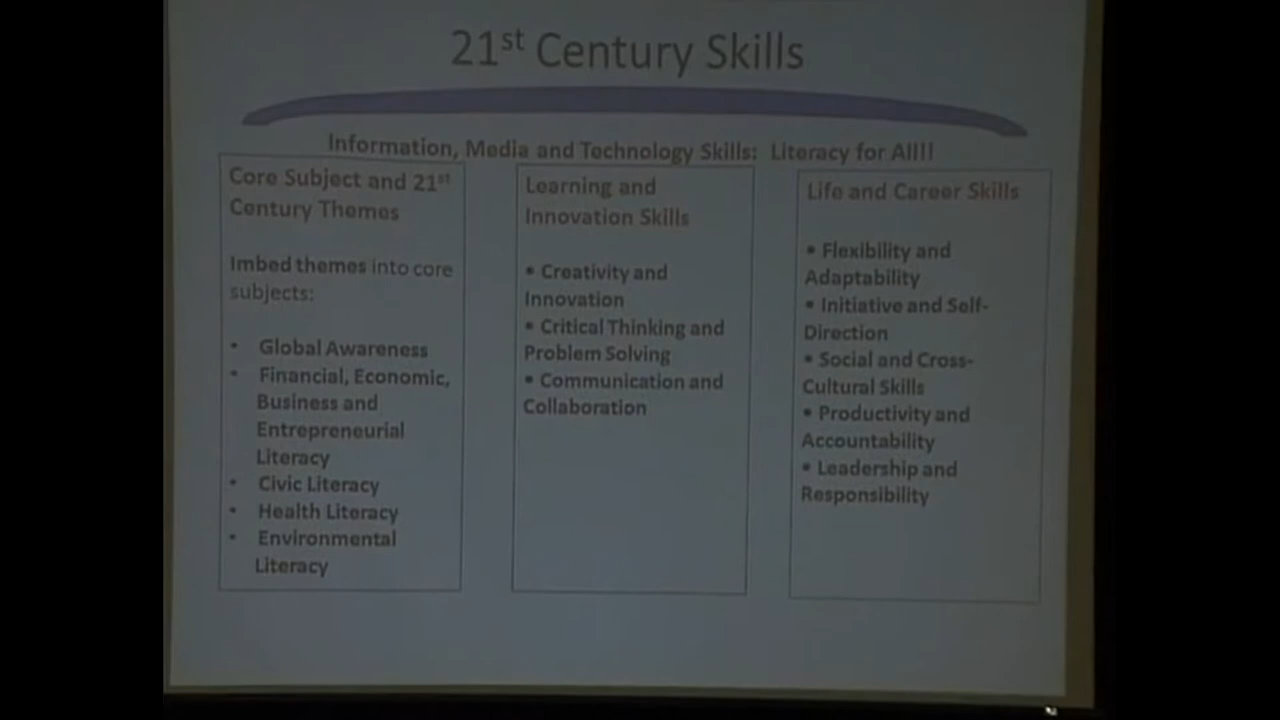 21st Century Skills
Information, Media and Technology Skills: Literacy for All!!
Core Subject and 21st
Century Themes
Imbed themes into core
subjects:
• Global Awareness
• Financial, Economic,
Business and
Entrepreneurial
Literacy
• Civic Literacy
• Health Literacy
• Environmental
Literacy
Learning and
Innovation Skills
• Creativity and
Innovation
• Critical Thinking and
Problem Solving
• Communication and
Collaboration
Life and Career Skills
• Flexibility and
Adaptability
• Initiative and Self-
Direction
• Social and Cross-
Cultural Skills
• Productivity and
Accountability
• Leadership and
Responsibility